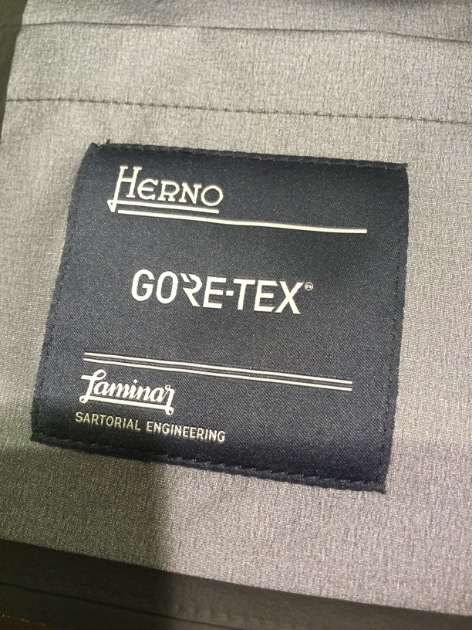 HERNO
GORE-TEX®
Laminar
SARTORIAL ENGINEERING